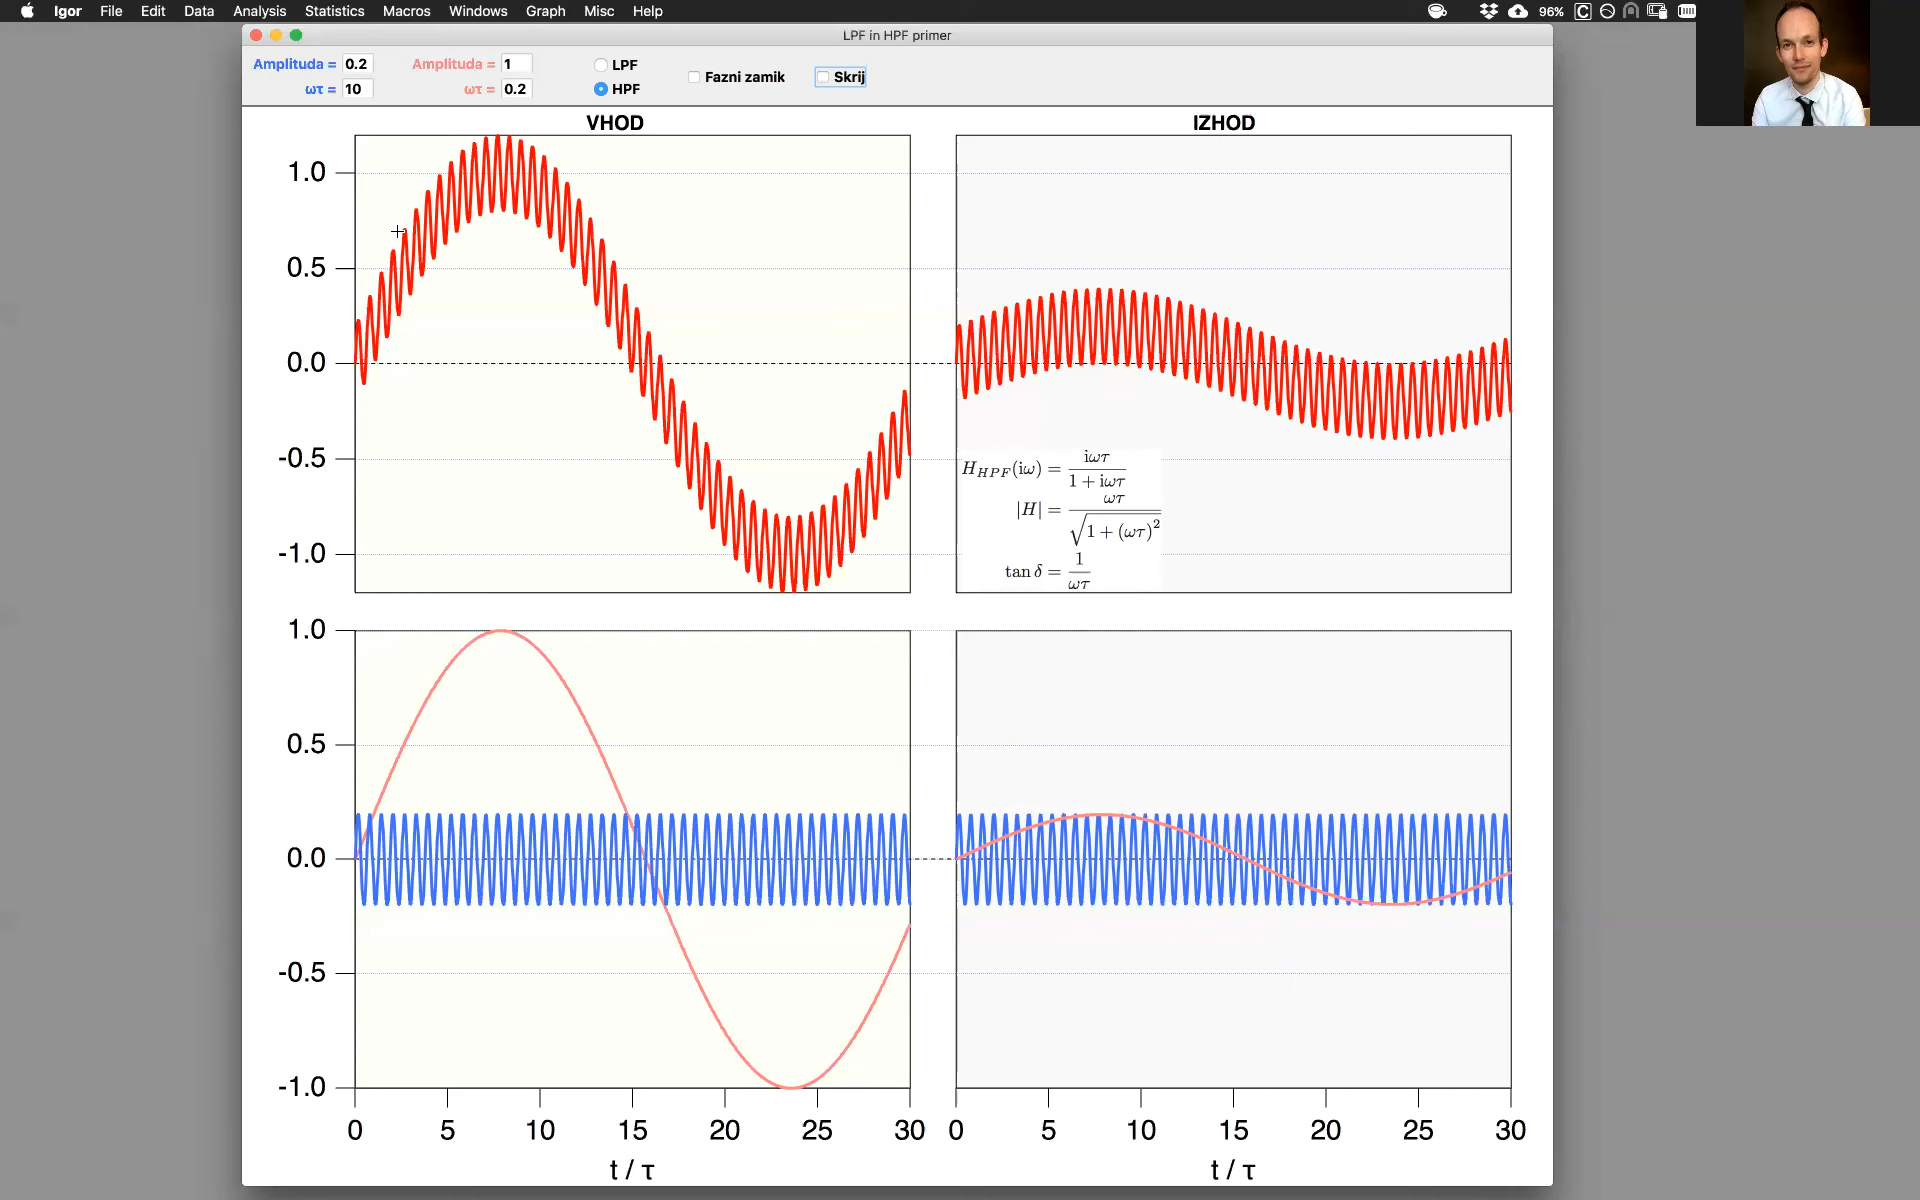 Igor File Edit Data Analysis Statistics Macros Windows Graph Misc Help 96%
LPF in HPF primer
Amplituda = 0.2 Amplituda = 1 LPF
ωτ = 10 ωτ = 0.2 HPF
Fazni zamik Skrij
VHOD IZHOD
1.0
0.5
0.0
-0.5
-1.0
H_{HPF}(iω) = iωτ / (1 + iωτ)
|H| = ωτ / √(1 + (ωτ)²)
tan δ = 1 / ωτ
1.0
0.5
0.0
-0.5
-1.0
0 5 10 15 20 25 30 0 5 10 15 20 25 30
t / τ t / τ